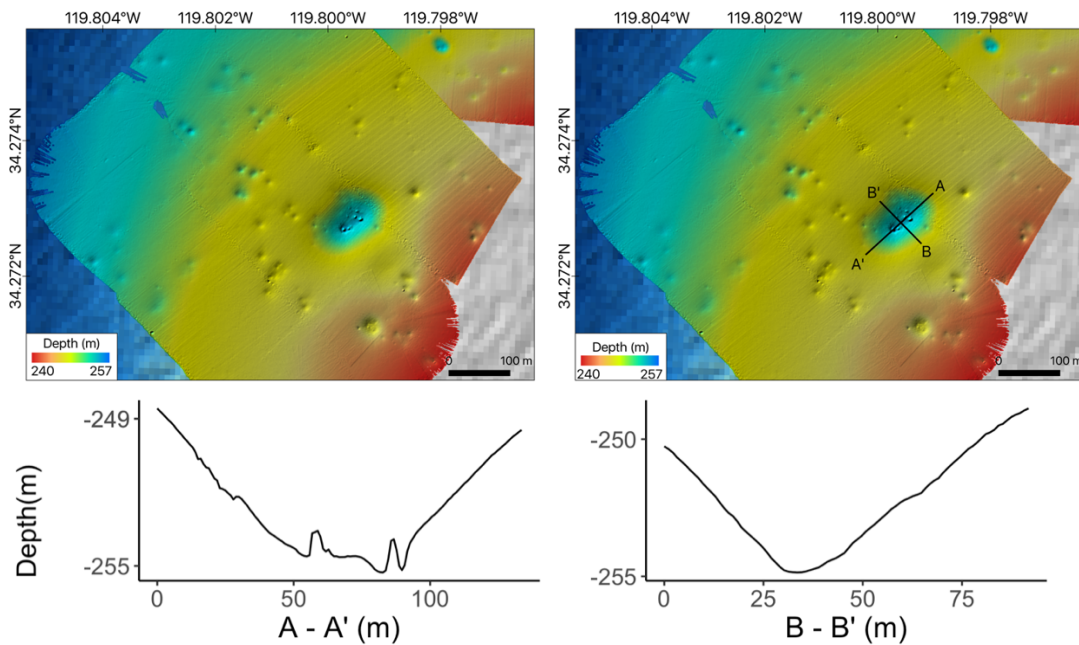 119.804°W 119.802°W 119.800°W 119.798°W
119.804°W 119.802°W 119.800°W 119.798°W
34.274°N
34.272°N
Depth (m)
240 257
0 100 m
34.274°N
34.272°N
B' A
A' B
Depth (m)
240 257
0 100 m
Depth(m)
-249
-255
0 50 100
A - A' (m)
-250
-255
0 25 50 75
B - B' (m)